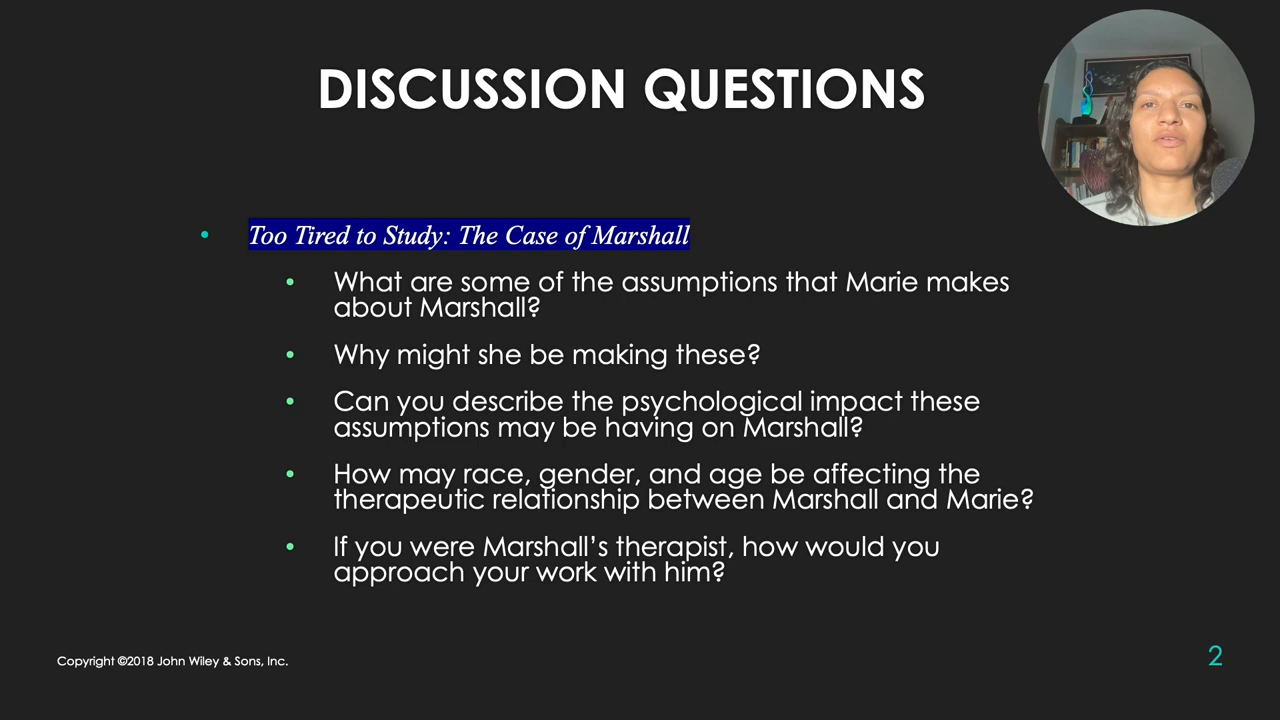 DISCUSSION QUESTIONS
• Too Tired to Study: The Case of Marshall
• What are some of the assumptions that Marie makes
about Marshall?
• Why might she be making these?
• Can you describe the psychological impact these
assumptions may be having on Marshall?
• How may race, gender, and age be affecting the
therapeutic relationship between Marshall and Marie?
• If you were Marshall’s therapist, how would you
approach your work with him?
Copyright ©2018 John Wiley & Sons, Inc.
2